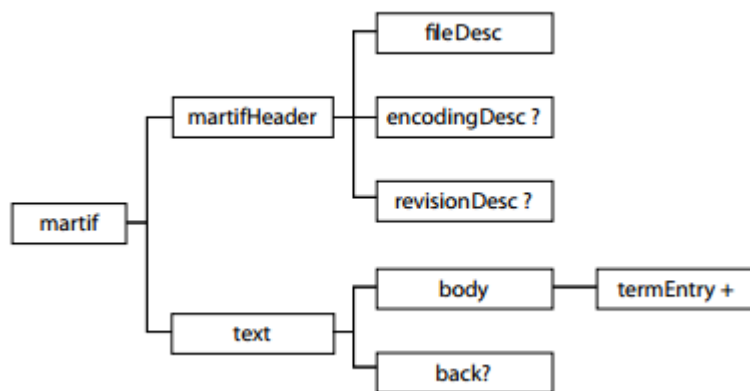 fileDesc
martifHeader
encodingDesc ?
revisionDesc ?
martif
body
termEntry +
text
back?